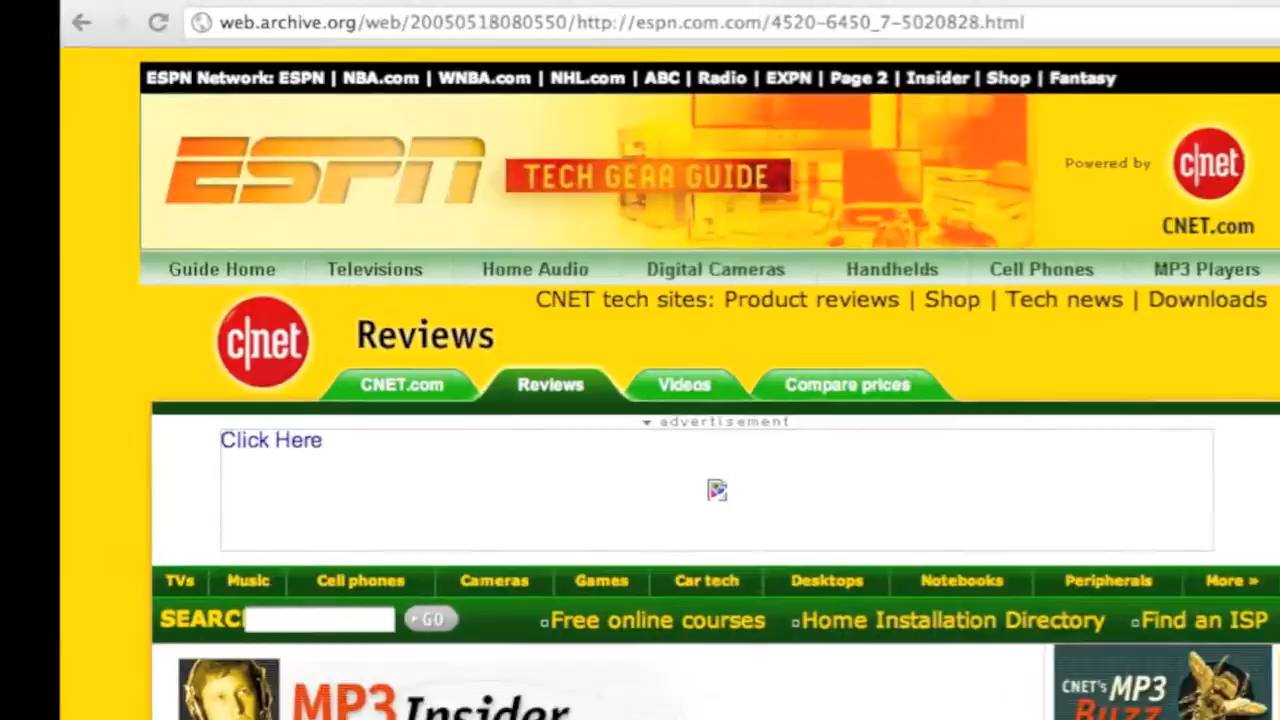 web.archive.org/web/20050518080550/http://espn.com.com/4520-6450_7-5020828.html
ESPN Network: ESPN | NBA.com | WNBA.com | NHL.com | ABC | Radio | EXPN | Page 2 | Insider | Shop | Fantasy
ESPN TECH GEAR GUIDE
Powered by c|net
CNET.com
Guide Home Televisions Home Audio Digital Cameras Handhelds Cell Phones MP3 Players
CNET tech sites: Product reviews | Shop | Tech news | Downloads
c|net Reviews
CNET.com Reviews Videos Compare prices
advertisement
Click Here
TVs Music Cell phones Cameras Games Car tech Desktops Notebooks Peripherals More »
SEARC GO Free online courses Home Installation Directory Find an ISP
MP3 Insider
CNET's MP3
Buzz